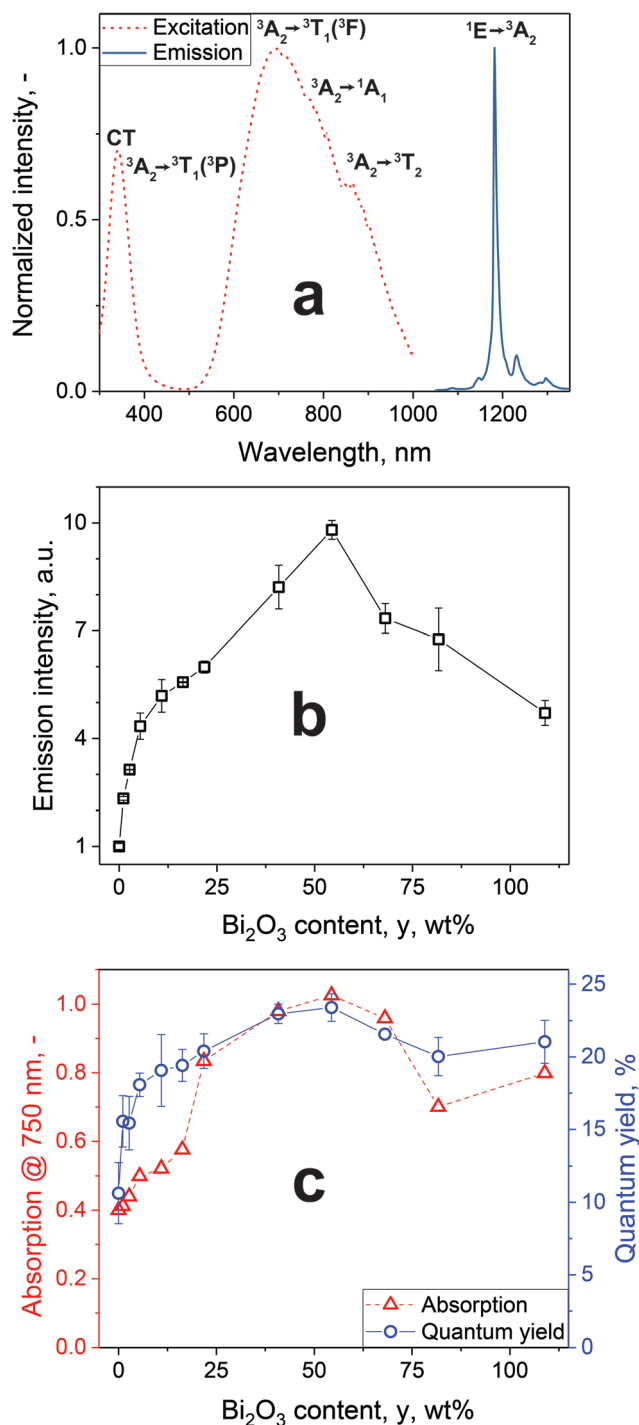 Excitation
Emission
³A₂→³T₁(³F)
¹E→³A₂
³A₂→¹A₁
CT
³A₂→³T₁(³P)
³A₂→³T₂
1.0
0.5
0.0
Normalized intensity, -
a
400 600 800 1000 1200
Wavelength, nm
10
7
4
1
Emission intensity, a.u.
b
0 25 50 75 100
Bi₂O₃ content, y, wt%
1.0
0.8
0.6
0.4
0.2
0.0
Absorption @ 750 nm, -
c
25
20
15
10
5
0
Quantum yield, %
Absorption
Quantum yield
0 25 50 75 100
Bi₂O₃ content, y, wt%